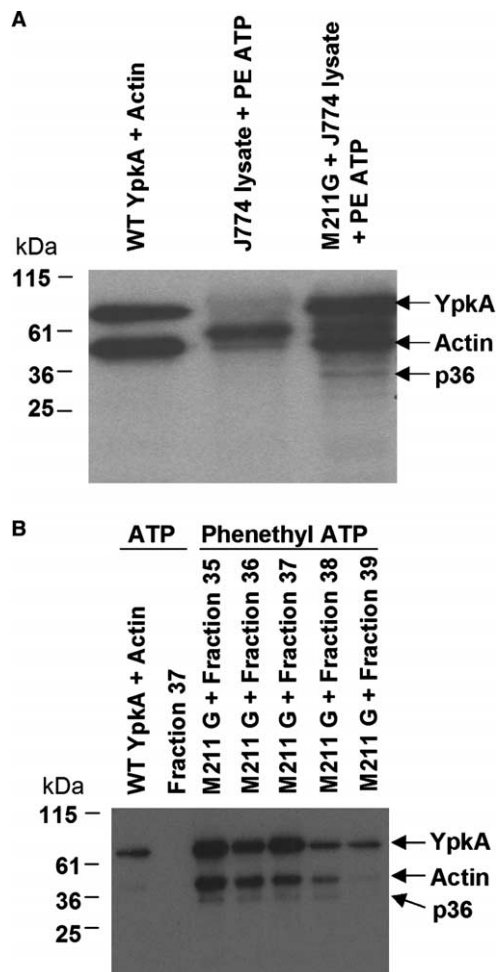 A
WT YpkA + Actin
J774 lysate + PE ATP
M211G + J774 lysate
+ PE ATP
kDa
115
61
36
25
YpkA
Actin
p36
B
ATP
Phenethyl ATP
WT YpkA + Actin
Fraction 37
M211 G + Fraction 35
M211 G + Fraction 36
M211 G + Fraction 37
M211 G + Fraction 38
M211 G + Fraction 39
kDa
115
61
36
25
YpkA
Actin
p36